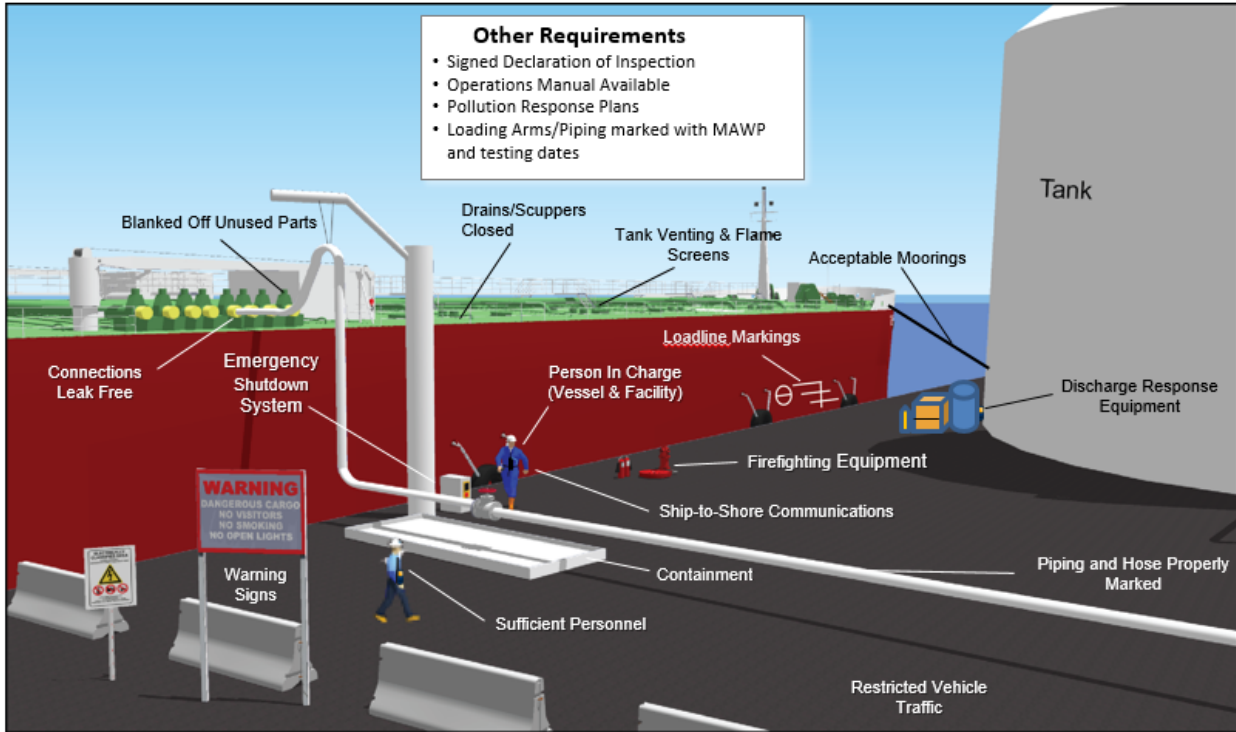 Other Requirements
• Signed Declaration of Inspection
• Operations Manual Available
• Pollution Response Plans
• Loading Arms/Piping marked with MAWP
and testing dates
Tank
Blanked Off Unused Parts
Drains/Scuppers
Closed
Tank Venting & Flame
Screens
Acceptable Moorings
Connections
Leak Free
Emergency
Shutdown
System
Person In Charge
(Vessel & Facility)
Loadline Markings
Discharge Response
Equipment
Firefighting Equipment
Ship-to-Shore Communications
WARNING
DANGEROUS CARGO
NO VISITORS
NO SMOKING
NO OPEN LIGHTS
Warning
Signs
Containment
Piping and Hose Properly
Marked
Sufficient Personnel
Restricted Vehicle
Traffic